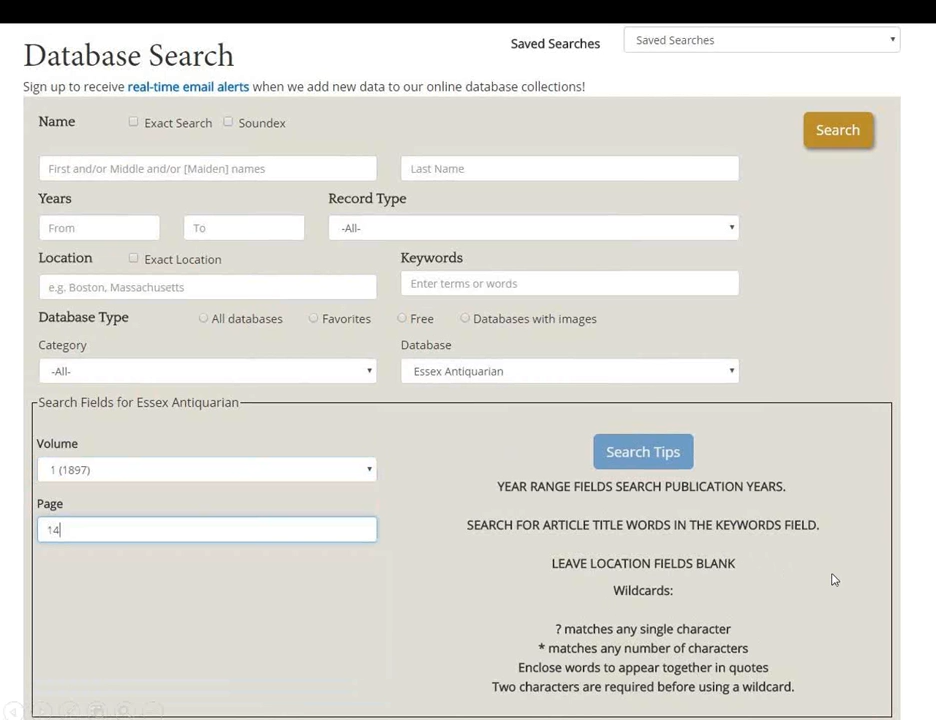 Saved Searches Saved Searches
Database Search
Sign up to receive real-time email alerts when we add new data to our online database collections!
Name Exact Search Soundex
Search
First and/or Middle and/or [Maiden] names Last Name
Years Record Type
From To -All-
Location Exact Location Keywords
e.g. Boston, Massachusetts Enter terms or words
Database Type All databases Favorites Free Databases with images
Category Database
-All- Essex Antiquarian
Search Fields for Essex Antiquarian
Volume
1 (1897)
Page
14
Search Tips
YEAR RANGE FIELDS SEARCH PUBLICATION YEARS.
SEARCH FOR ARTICLE TITLE WORDS IN THE KEYWORDS FIELD.
LEAVE LOCATION FIELDS BLANK
Wildcards:
? matches any single character
* matches any number of characters
Enclose words to appear together in quotes
Two characters are required before using a wildcard.